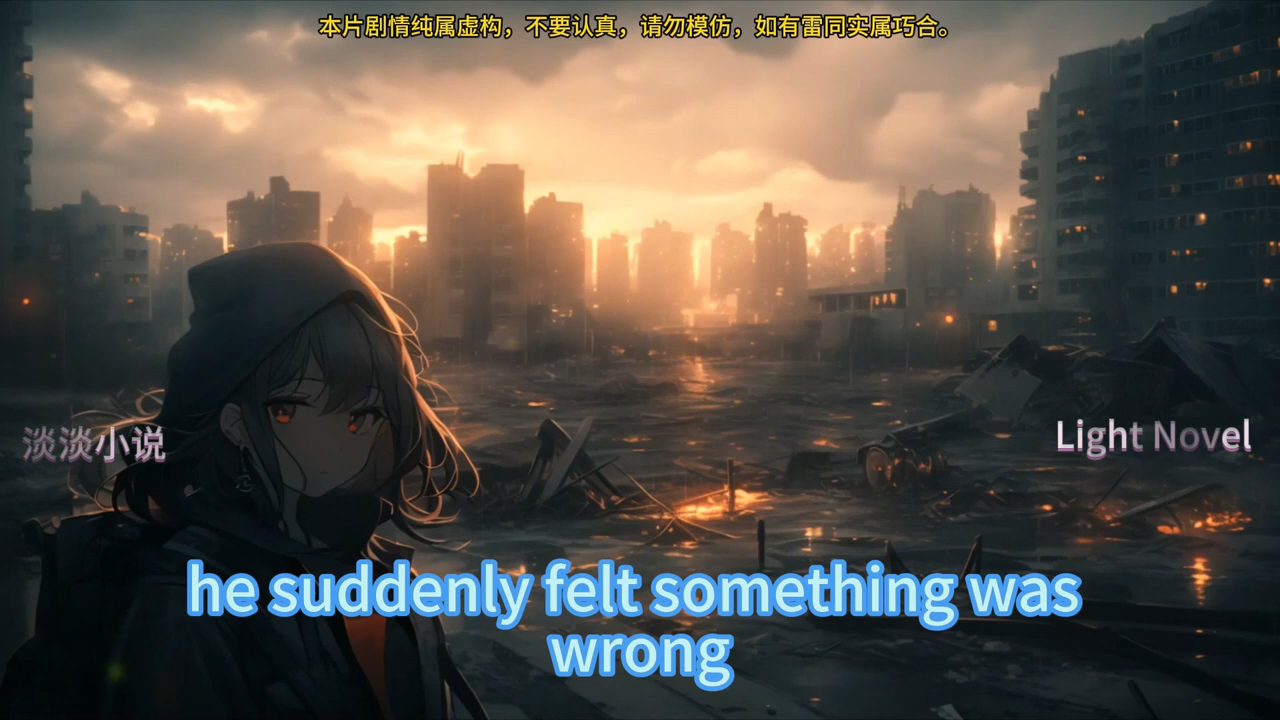 本片剧情纯属虚构，不要认真，请勿模仿，如有雷同实属巧合。
淡淡小说
Light Novel
he suddenly felt something was
wrong